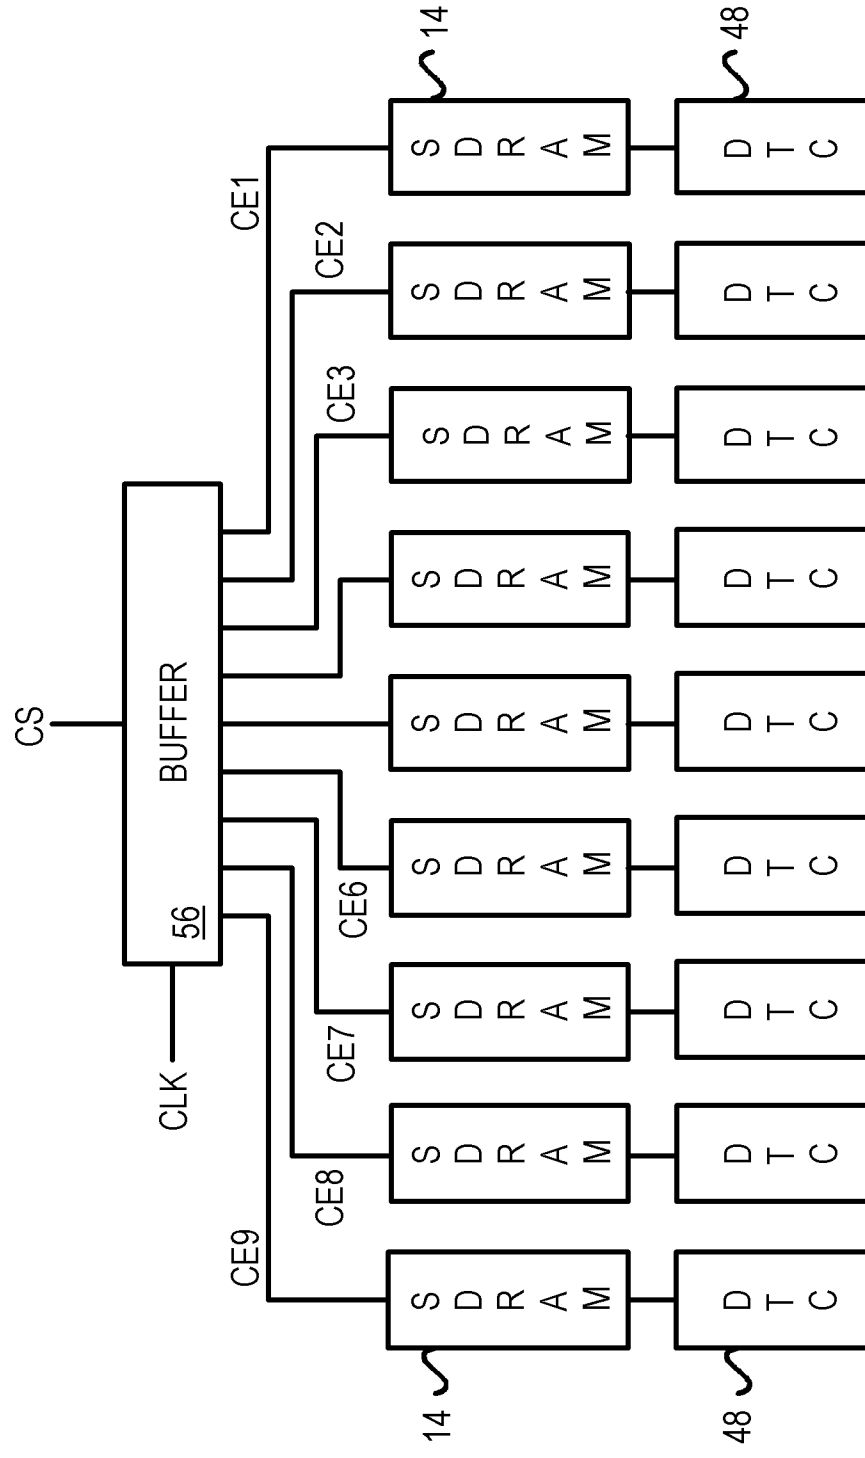 CS
CLK
BUFFER
56
CE9
CE8
CE7
CE6
CE3
CE2
CE1
14
SDRAM
SDRAM
SDRAM
SDRAM
SDRAM
SDRAM
SDRAM
SDRAM
SDRAM
14
48
DTC
DTC
DTC
DTC
DTC
DTC
DTC
DTC
DTC
48